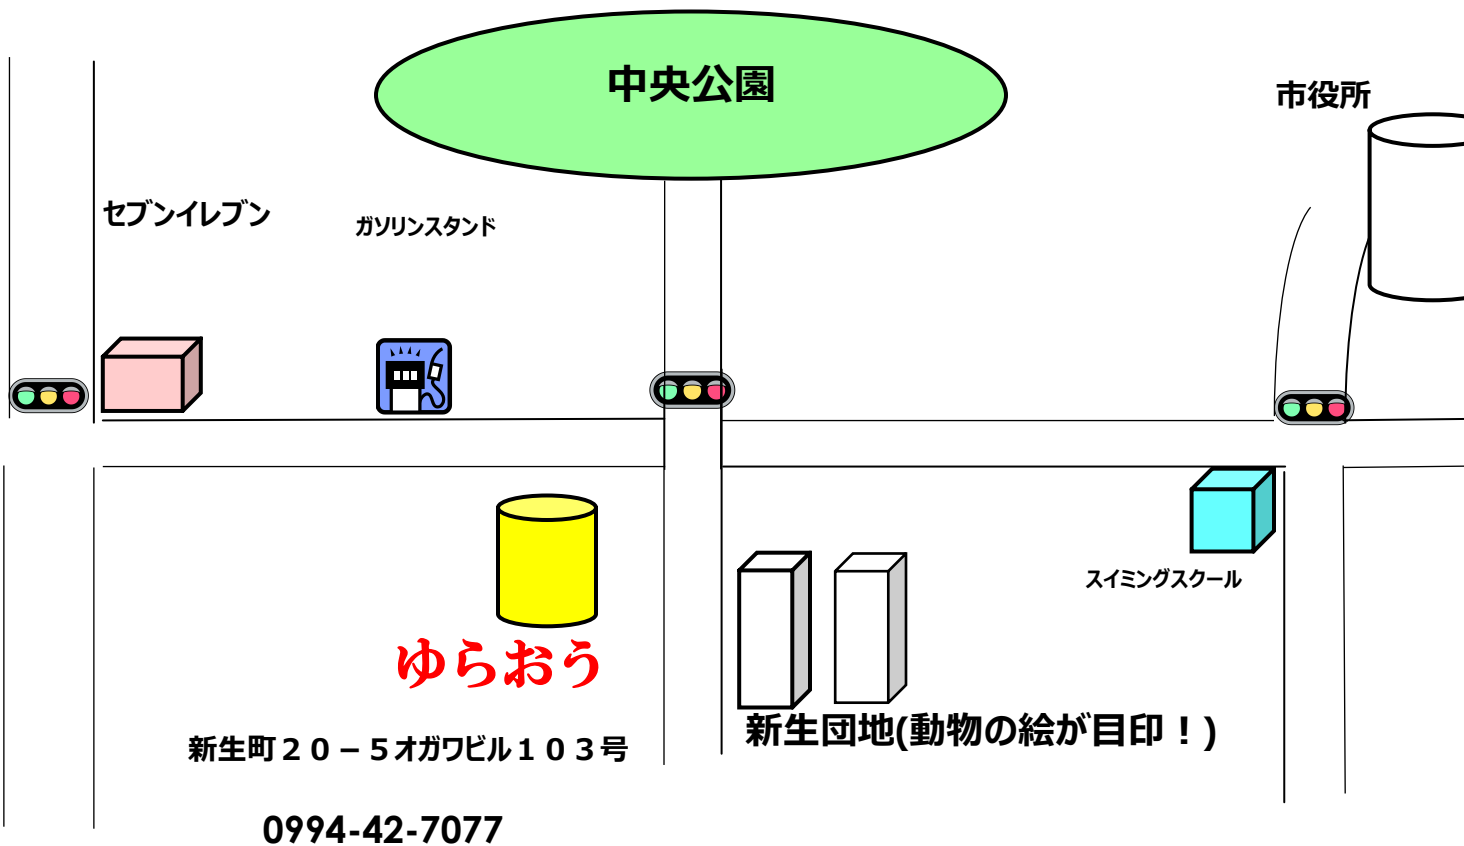 中央公園
市役所
セブンイレブン
ガソリンスタンド
スイミングスクール
ゆらおう
新生団地(動物の絵が目印！)
新生町２０－５オガワビル１０３号
0994-42-7077